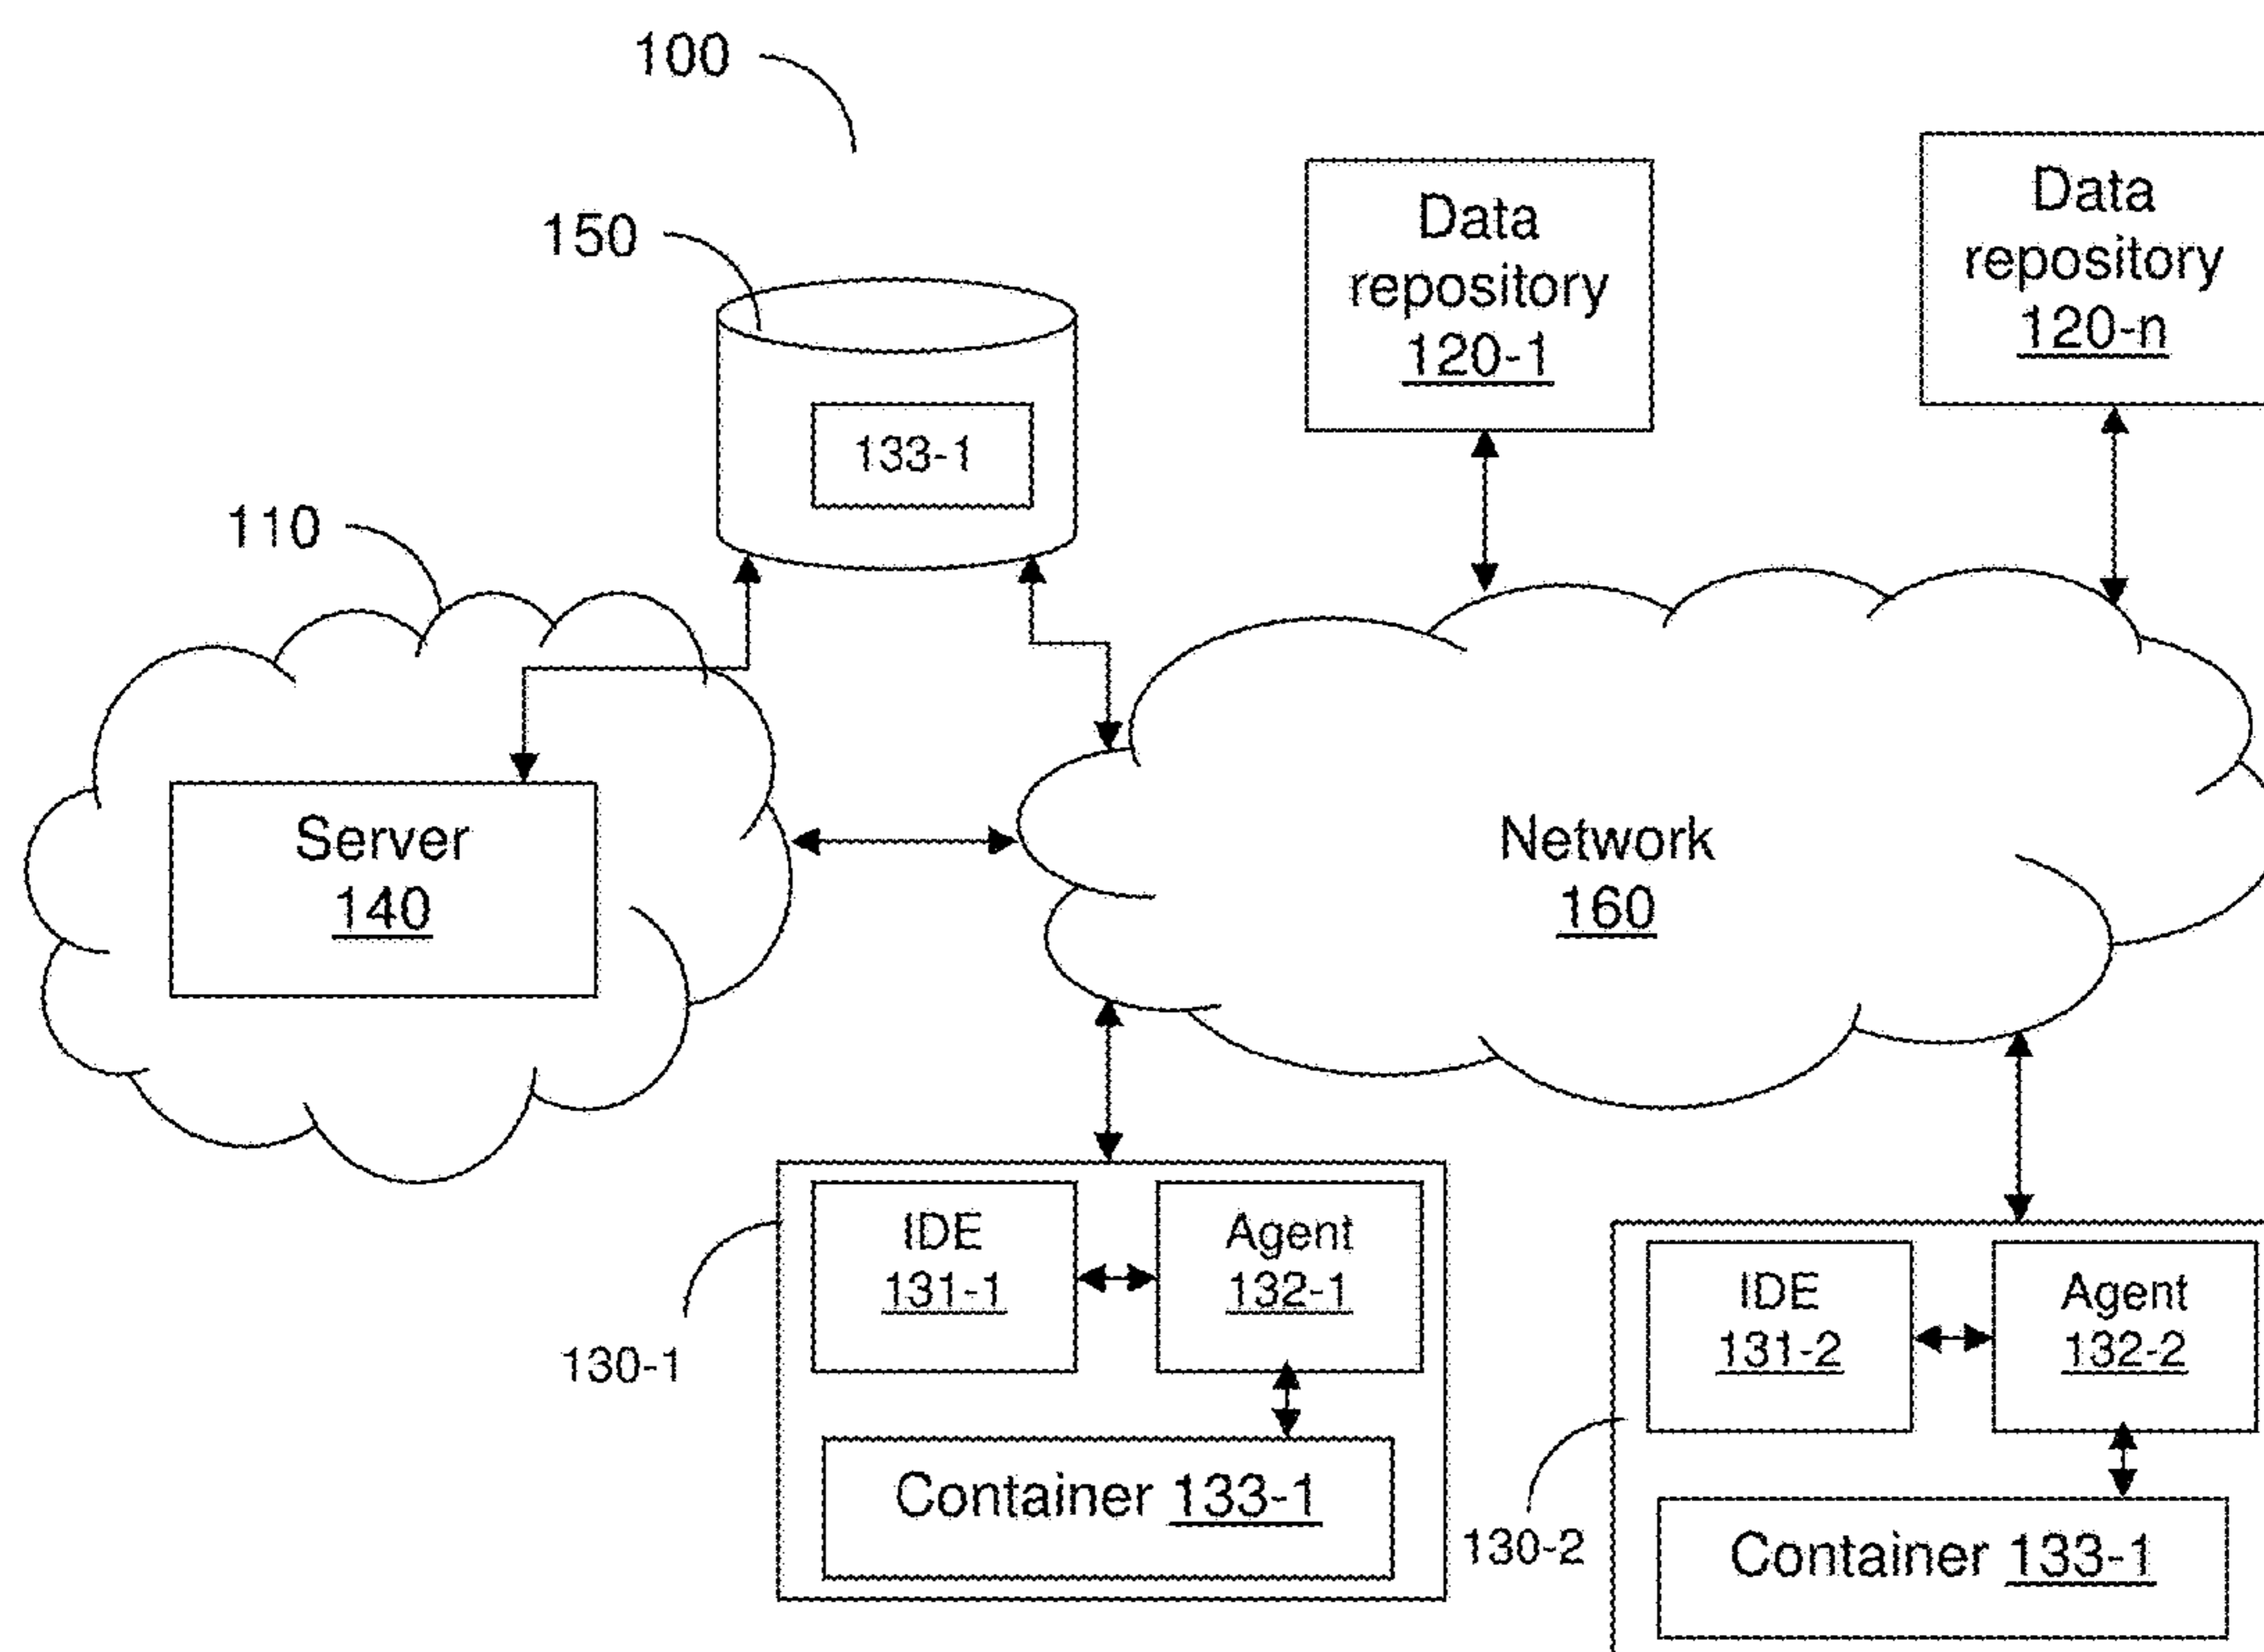 100
150
133-1
Data
repository
120-1
Data
repository
120-n
110
Server
140
Network
160
IDE
131-1
Agent
132-1
Container 133-1
130-1
IDE
131-2
Agent
132-2
Container 133-1
130-2